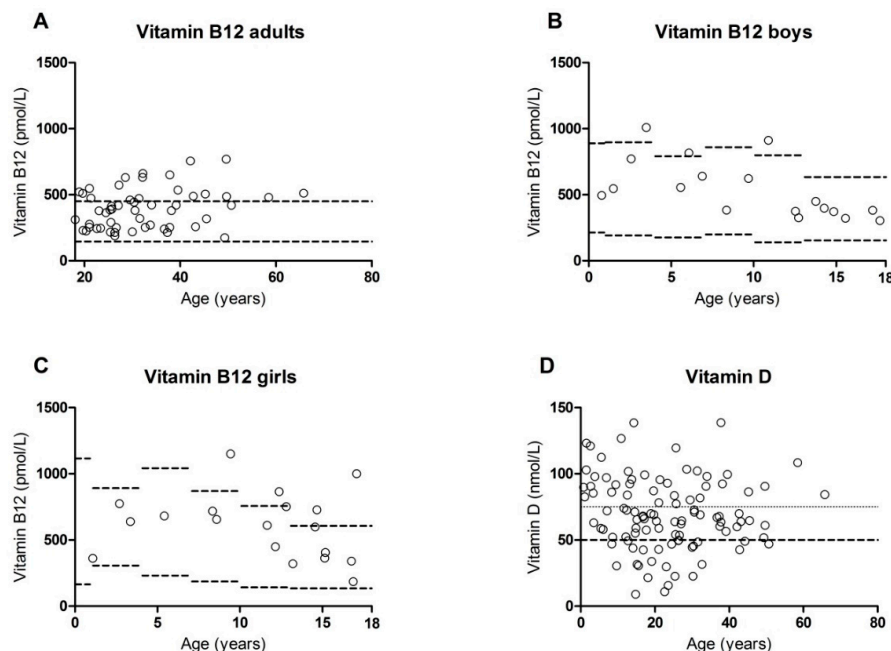 A
Vitamin B12 adults
Vitamin B12 (pmol/L)
1500
1000
500
0
20 40 60 80
Age (years)
B
Vitamin B12 boys
Vitamin B12 (pmol/L)
1500
1000
500
0
0 5 10 15 18
Age (years)
C
Vitamin B12 girls
Vitamin B12 (pmol/L)
1500
1000
500
0
0 5 10 15 18
Age (years)
D
Vitamin D
Vitamin D (nmol/L)
150
100
50
0
0 20 40 60 80
Age (years)